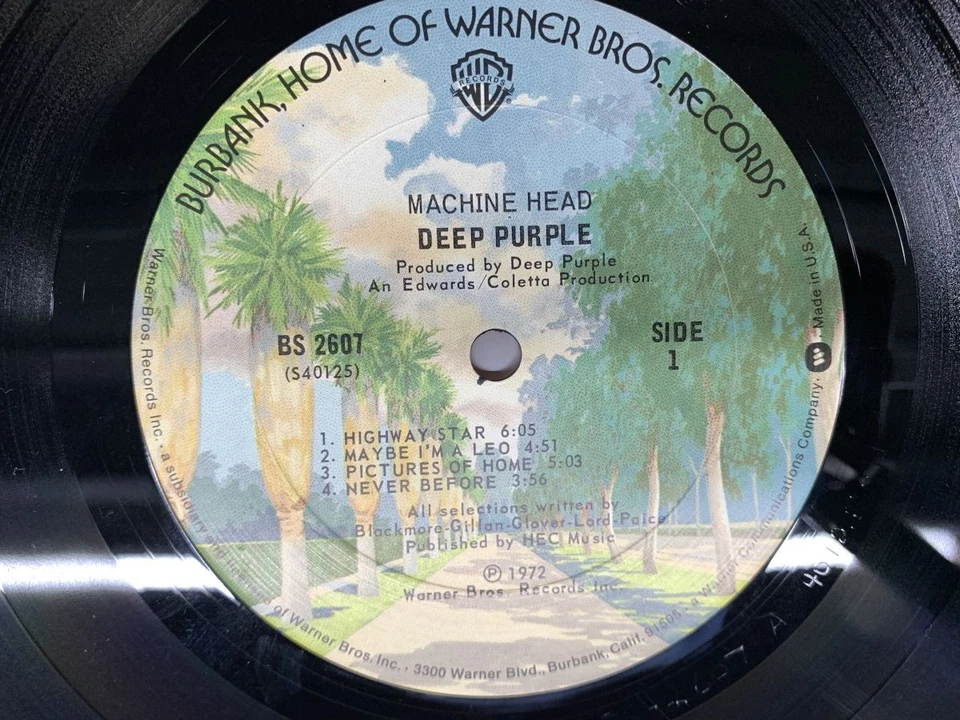 BURBANK, HOME OF WARNER BROS. RECORDS
WB
RECORDS
MACHINE HEAD
DEEP PURPLE
Produced by Deep Purple
An Edwards/Coletta Production
BS 2607
(S40125)
SIDE
1
1. HIGHWAY STAR 6:05
2. MAYBE I'M A LEO 4:51
3. PICTURES OF HOME 5:03
4. NEVER BEFORE 3:56
All selections written by
Blackmore-Gillan-Glover-Lord-Paice
Published by HEC Music
Ⓟ 1972
Warner Bros. Records Inc.
Warner Bros. Records Inc. • a subsidiary and licensee of Warner Bros. Inc. • 3300 Warner Blvd., Burbank, Calif. 91505 • a Warner Communications Company. Made in U.S.A.